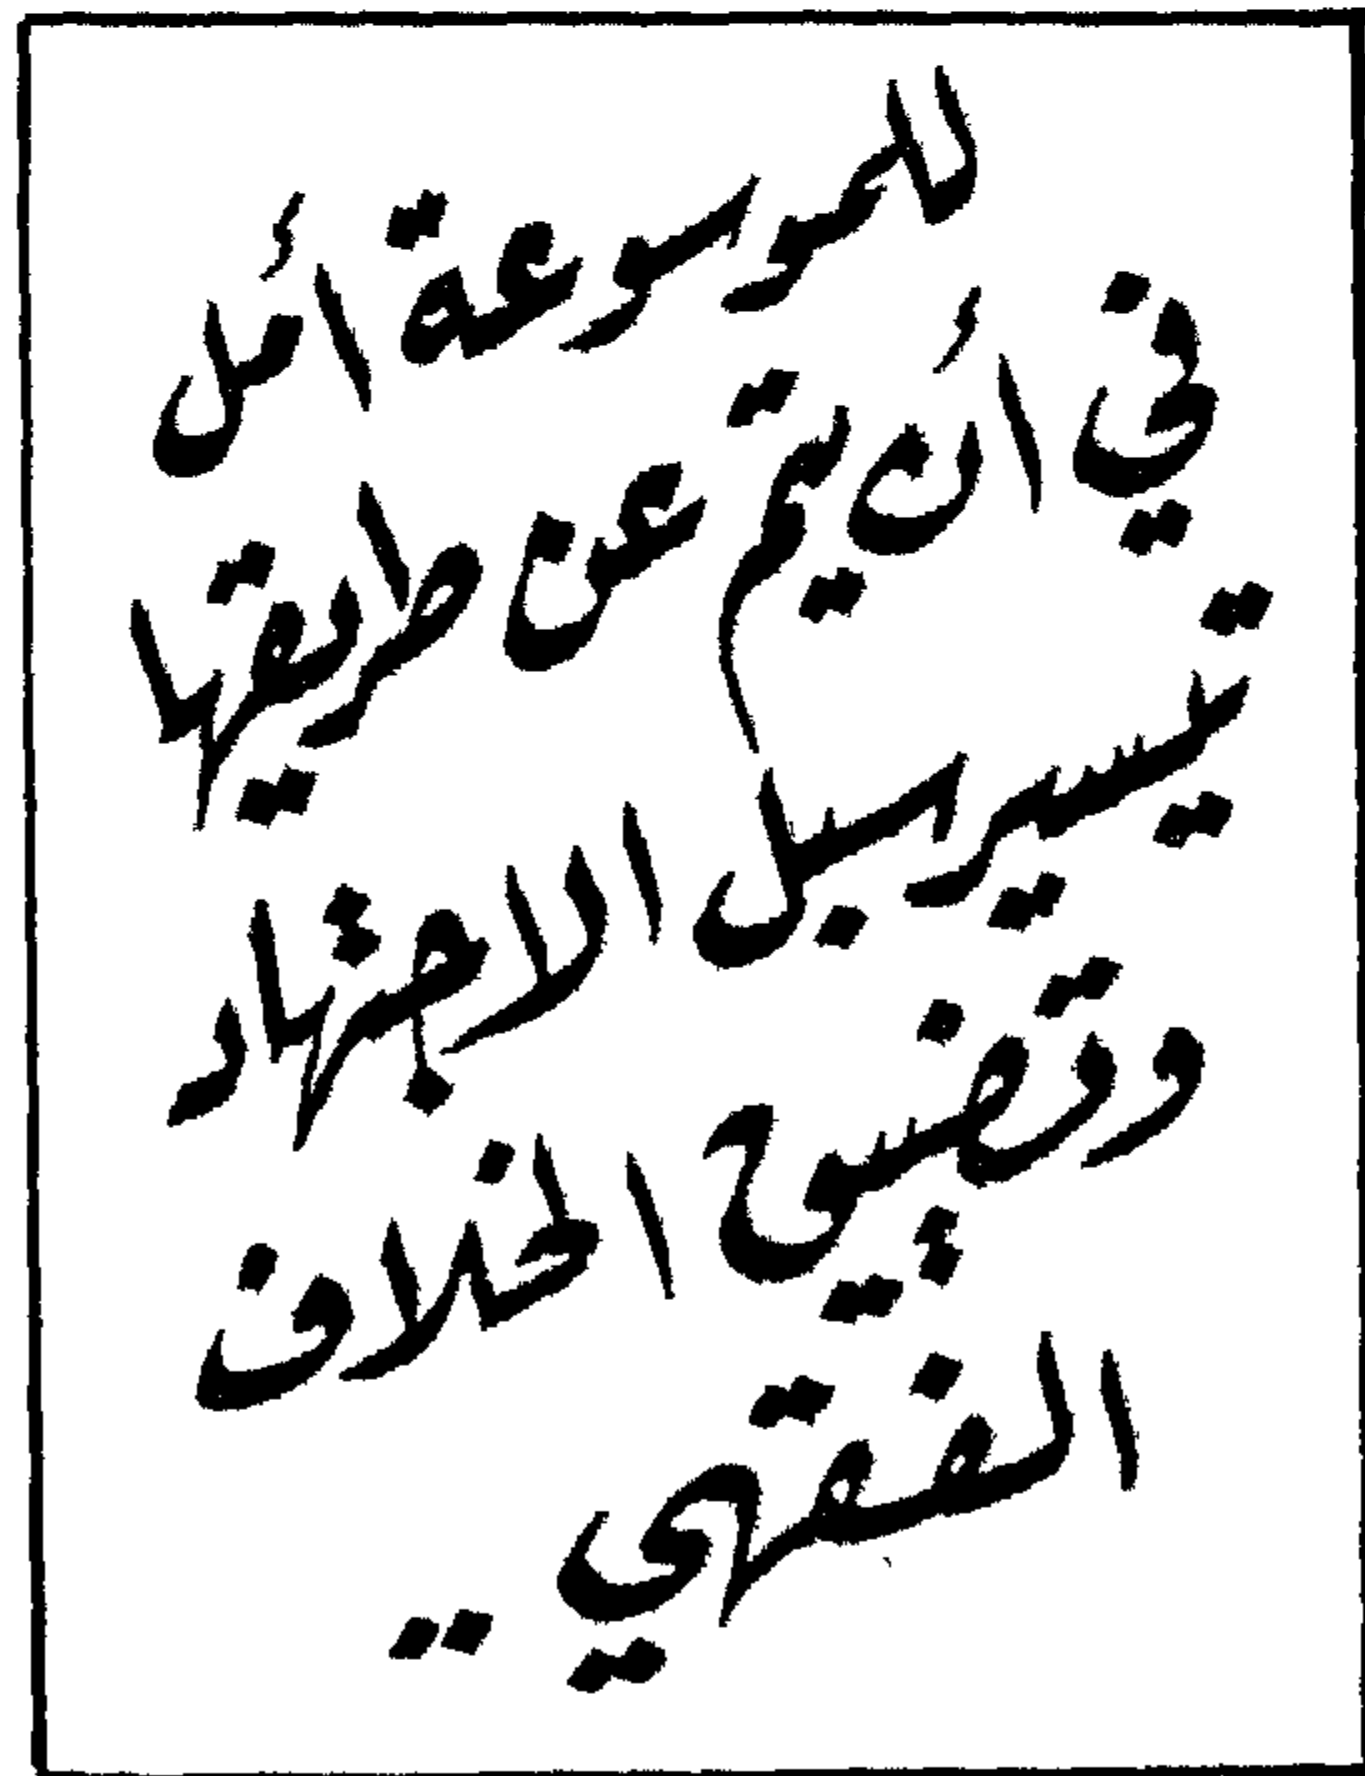 للموسوعة أمل
في أن يتم عن طريقها
تيسير سبل الاجتهاد
وتضييق الخلاف
الفقهي ..